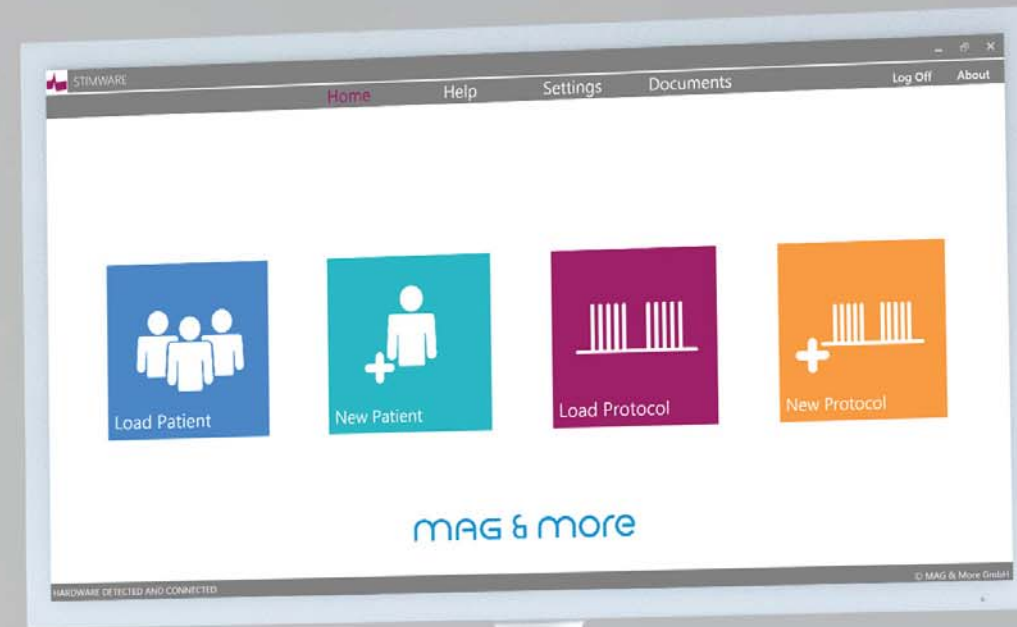 STIMWARE
Home Help Settings Documents Log Off About
Load Patient
New Patient
Load Protocol
New Protocol
MAG & More
HARDWARE DETECTED AND CONNECTED
© MAG & More GmbH